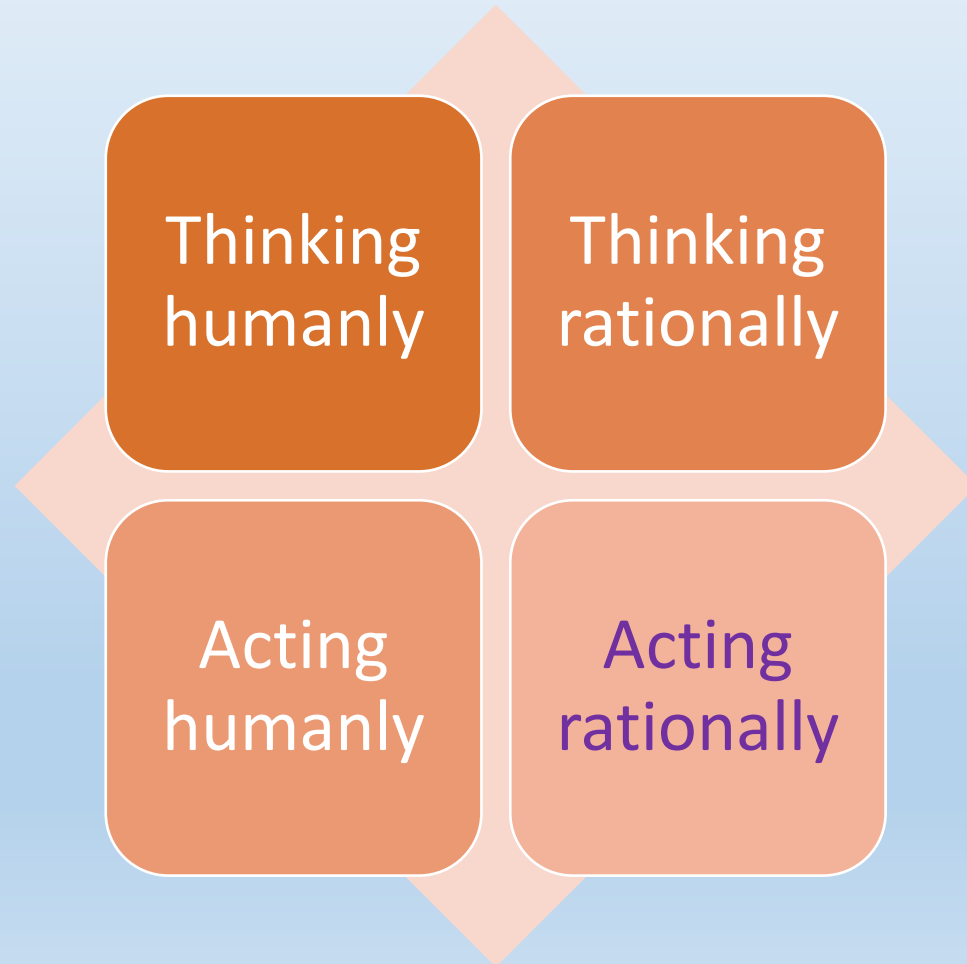 Thinking
humanly
Thinking
rationally
Acting
humanly
Acting
rationally